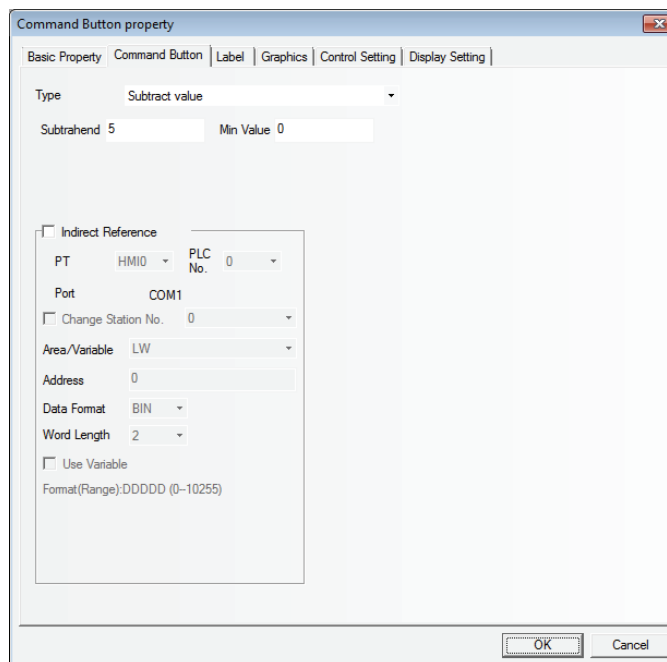 Command Button property
Basic Property Command Button Label Graphics Control Setting Display Setting
Type Subtract value
Subtrahend 5 Min Value 0
Indirect Reference
PT HMI0 PLC No. 0
Port COM1
Change Station No. 0
Area/Variable LW
Address 0
Data Format BIN
Word Length 2
Use Variable
Format(Range):DDDDD (0--10255)
OK Cancel